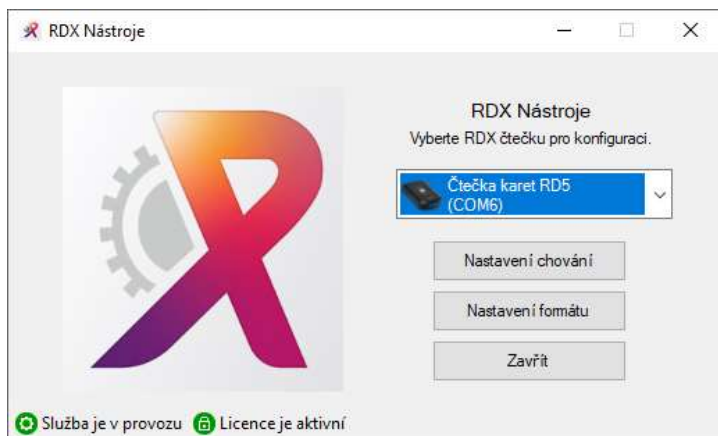 RDX Nástroje
RDX Nástroje
Vyberte RDX čtečku pro konfiguraci.
Čtečka karet RD5
(COM6)
Nastavení chování
Nastavení formátu
Zavřít
Služba je v provozu Licence je aktivní